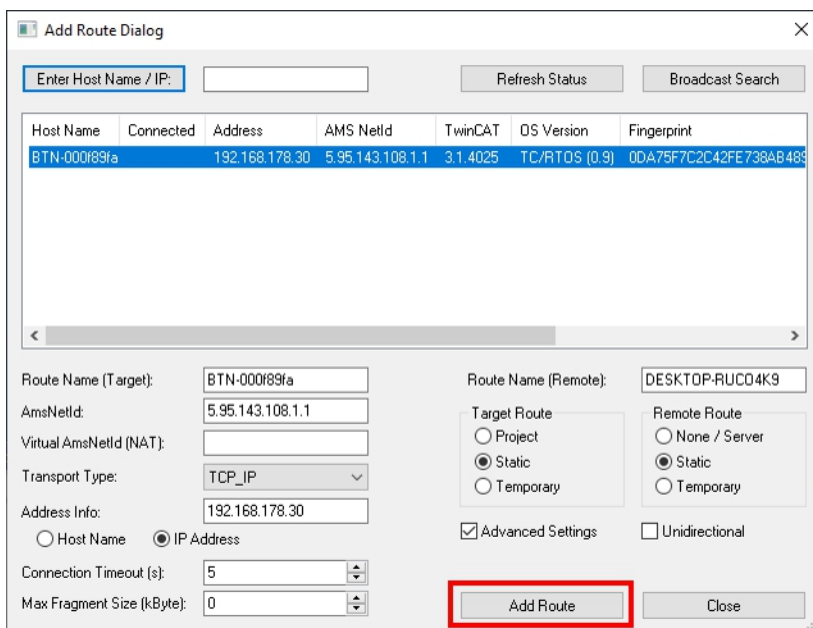 Add Route Dialog
Enter Host Name / IP: Refresh Status Broadcast Search
Host Name Connected Address AMS NetId TwinCAT OS Version Fingerprint
BTN-000f89fa 192.168.178.30 5.95.143.108.1.1 3.1.4025 TC/RTOS (0.9) 0DA75F7C2C42FE738AB489
Route Name (Target): BTN-000f89fa Route Name (Remote): DESKTOP-RUCO4K9
AmsNetId: 5.95.143.108.1.1 Target Route Remote Route
Virtual AmsNetId (NAT): Project None / Server
Transport Type: TCP_IP Static Static
Temporary Temporary
Address Info: 192.168.178.30
Host Name IP Address Advanced Settings Unidirectional
Connection Timeout (s): 5
Max Fragment Size (kByte): 0 Add Route Close